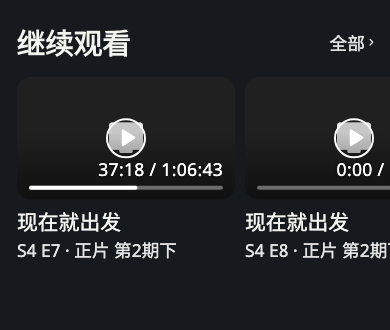 继续观看
全部
37:18 / 1:06:43
0:00 /
现在就出发
现在就出发
S4 E7 · 正片 第2期下
S4 E8 · 正片 第2期